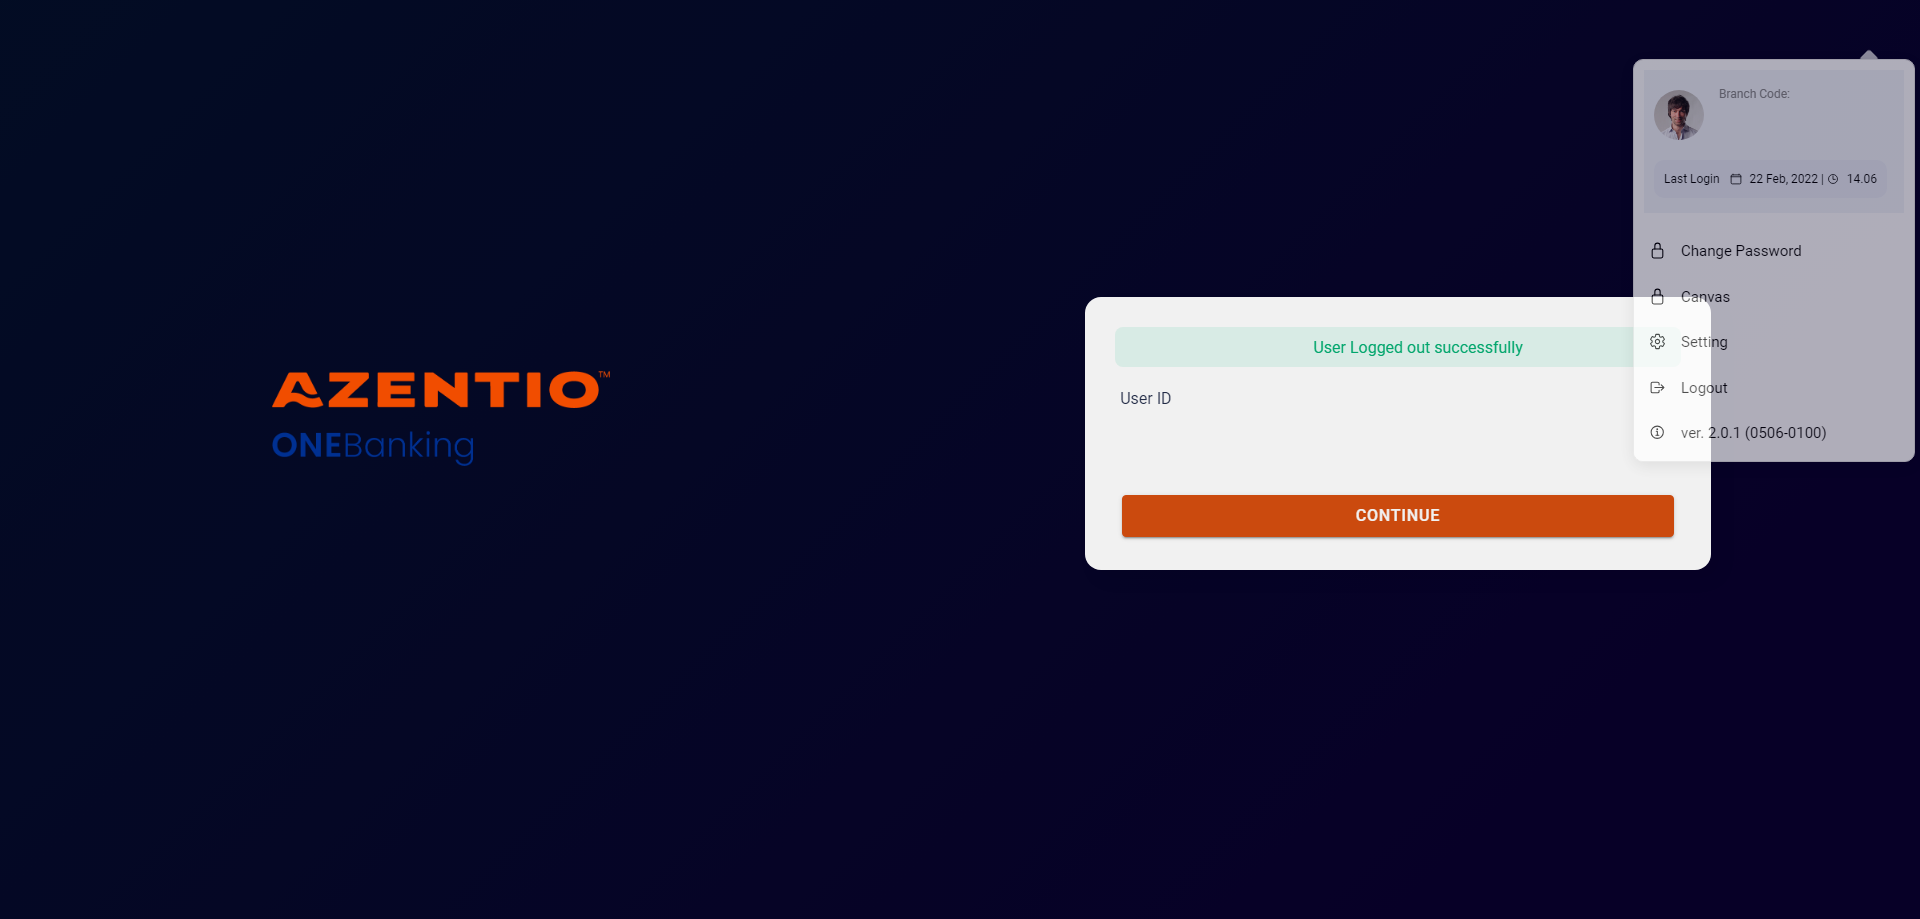 AZENTIO™
ONEBanking
User Logged out successfully
User ID
CONTINUE
Branch Code:
Last Login 22 Feb, 2022 | 14.06
Change Password
Canvas
Setting
Logout
ver. 2.0.1 (0506-0100)